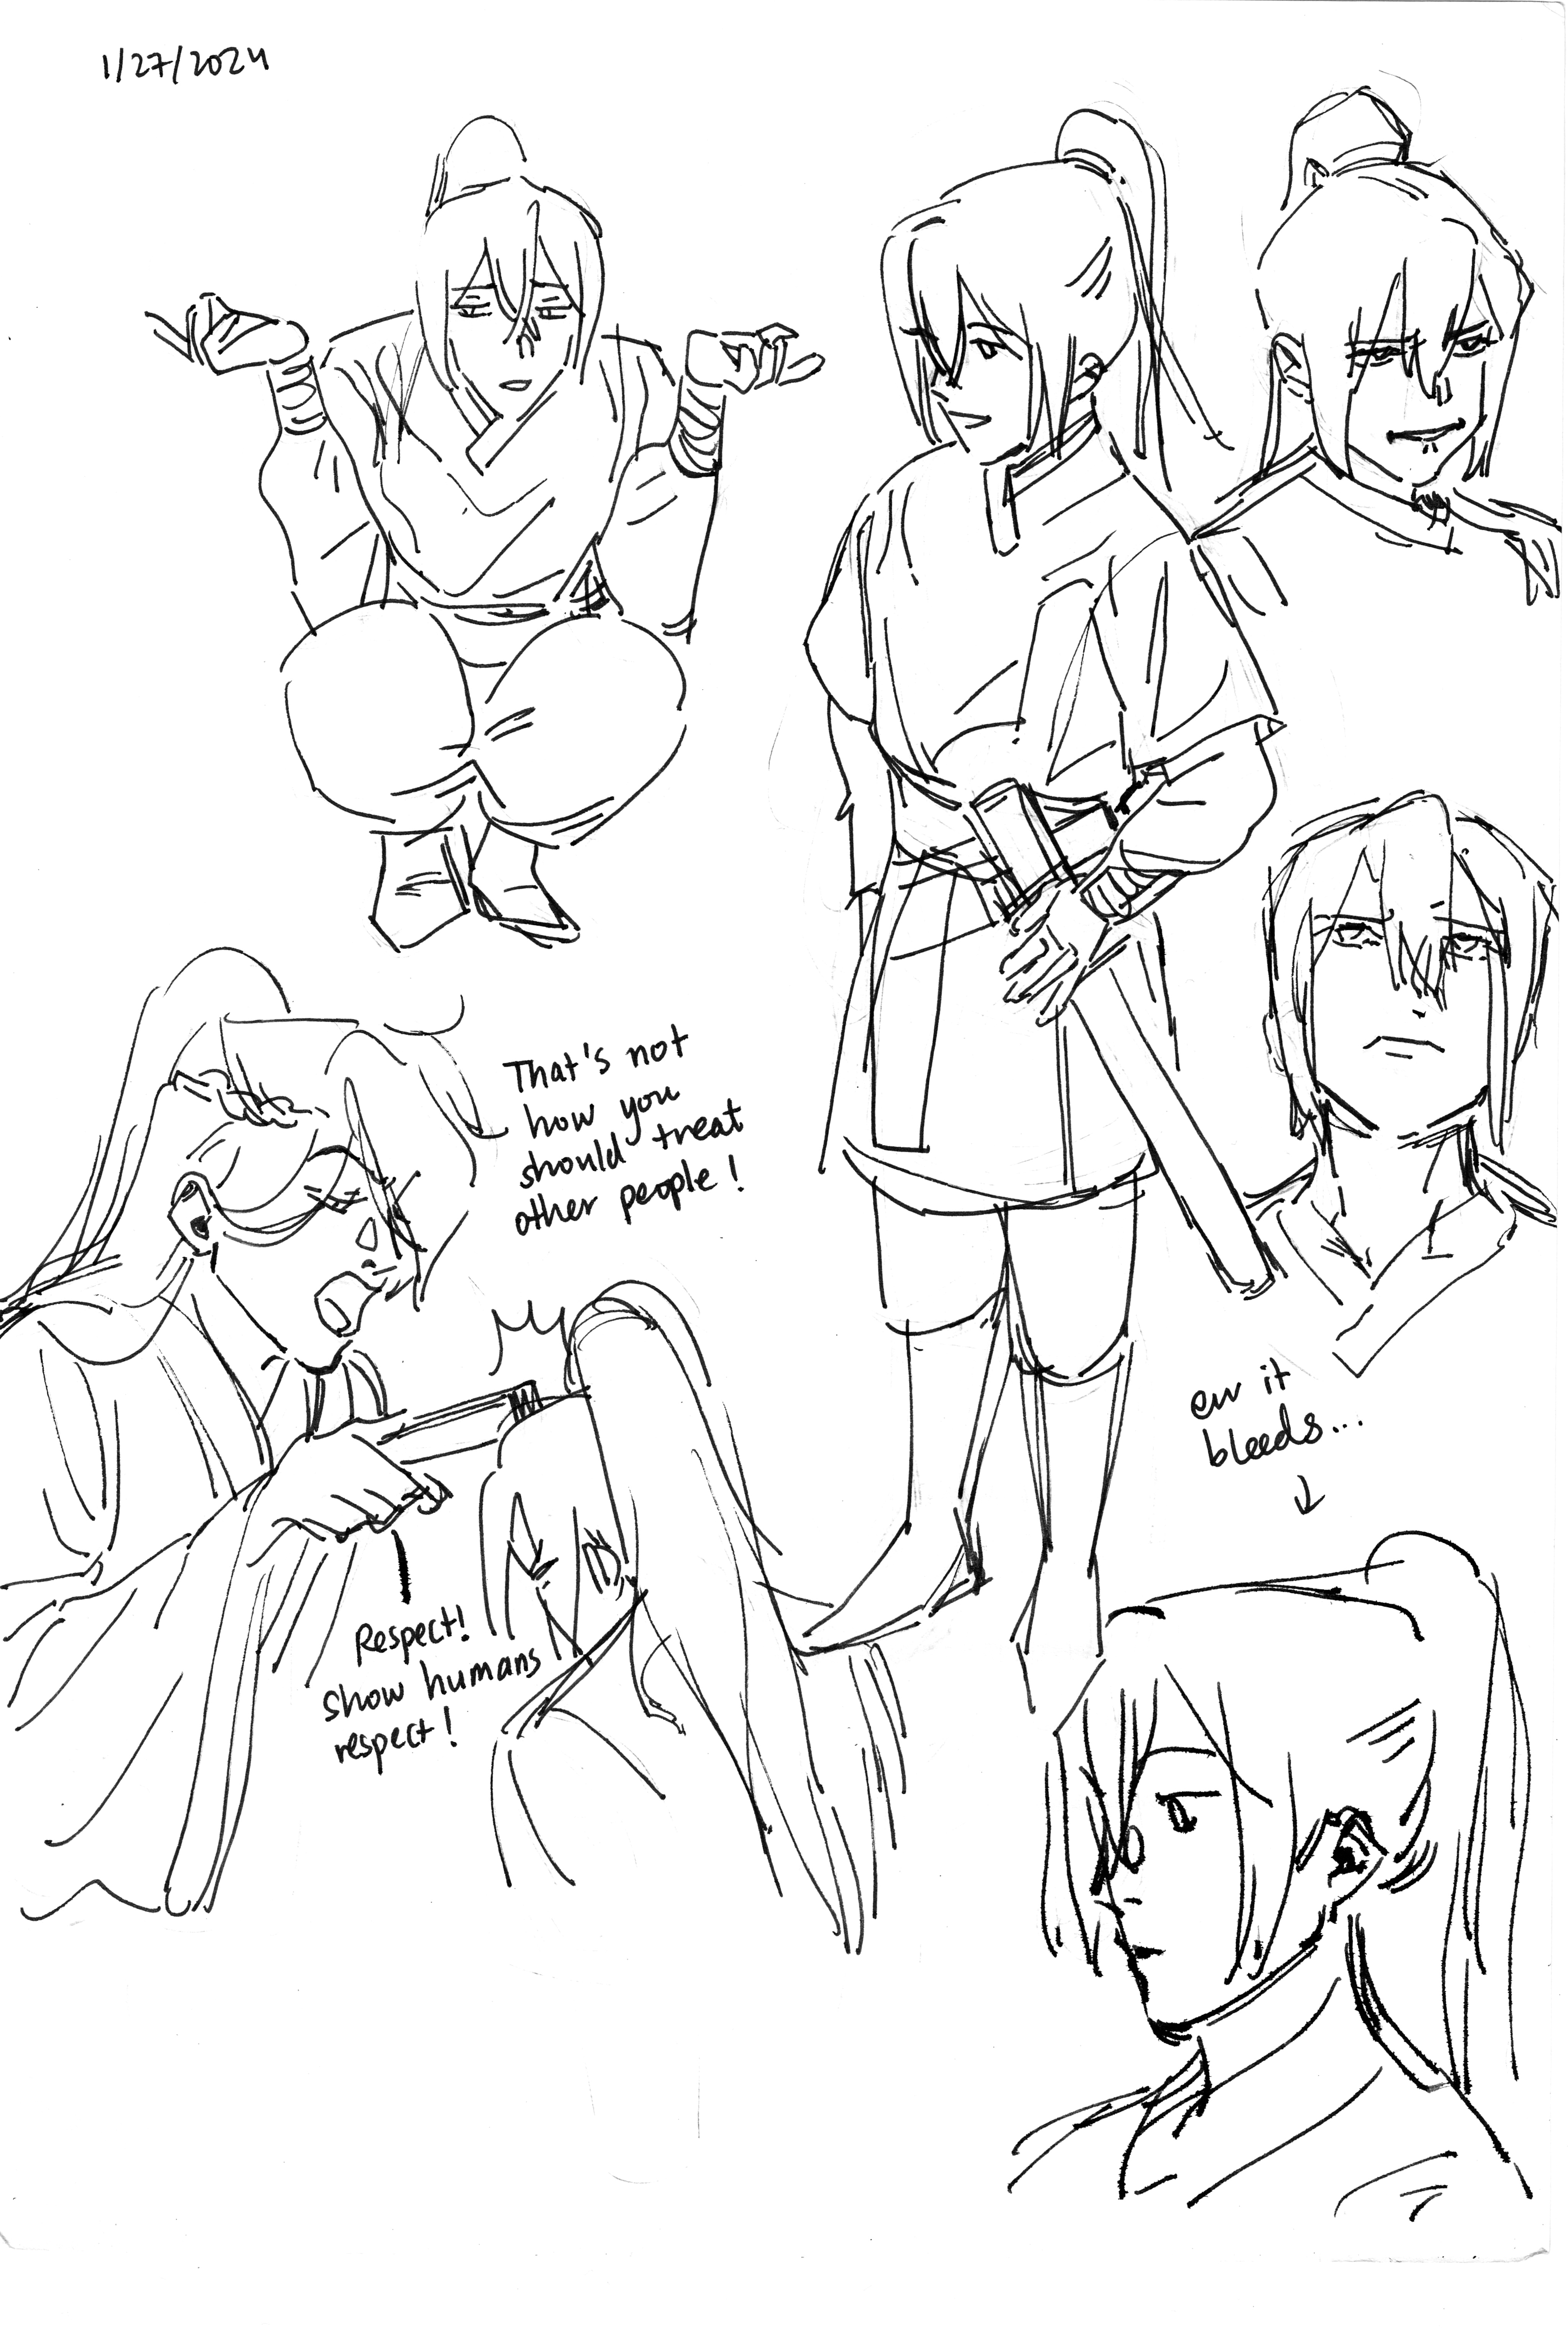 1/27/2024
That's not
how you
should treat
other people!
Respect!
show humans
respect!
ew it
bleeds...